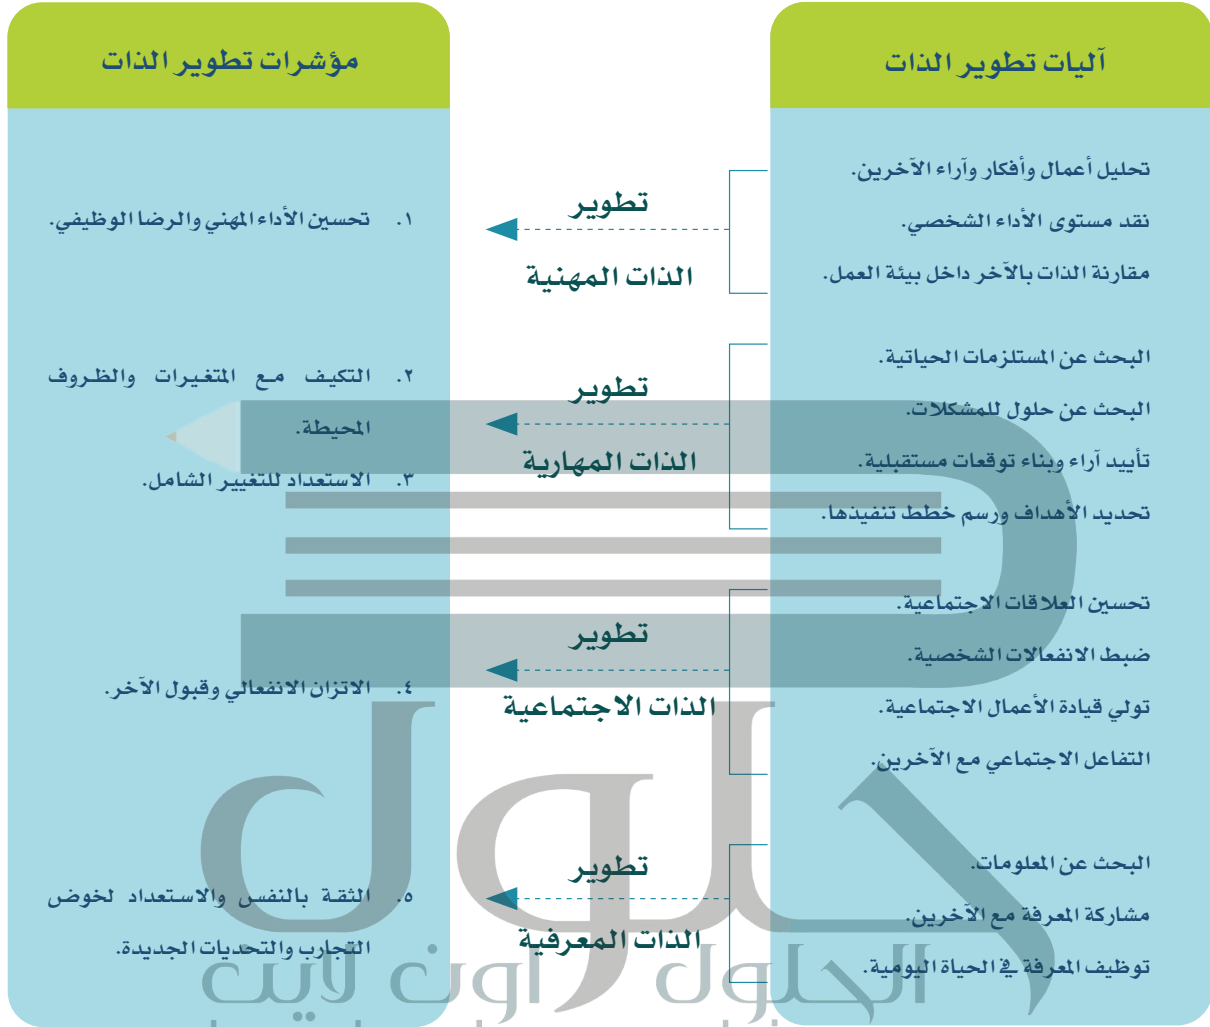 آليات تطوير الذات
تحليل أعمال وأفكار وآراء الآخرين.
نقد مستوى الأداء الشخصي.
مقارنة الذات بالآخر داخل بيئة العمل.
البحث عن المستلزمات الحياتية.
البحث عن حلول للمشكلات.
تأييد آراء وبناء توقعات مستقبلية.
تحديد الأهداف ورسم خطط تنفيذها.
تحسين العلاقات الاجتماعية.
ضبط الانفعالات الشخصية.
تولي قيادة الأعمال الاجتماعية.
التفاعل الاجتماعي مع الآخرين.
البحث عن المعلومات.
مشاركة المعرفة مع الآخرين.
توظيف المعرفة في الحياة اليومية.
تطوير
الذات المهنية
تطوير
الذات المهارية
تطوير
الذات الاجتماعية
تطوير
الذات المعرفية
مؤشرات تطوير الذات
١. تحسين الأداء المهني والرضا الوظيفي.
٢. التكيف مع المتغيرات والظروف
المحيطة.
٣. الاستعداد للتغيير الشامل.
٤. الاتزان الانفعالي وقبول الآخر.
٥. الثقة بالنفس والاستعداد لخوض
التجارب والتحديات الجديدة.
حلول
الحلول اون لاين